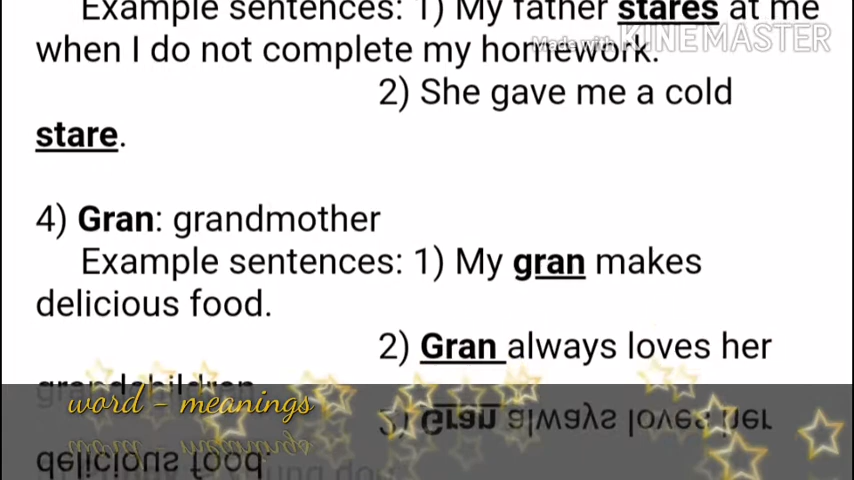 Example sentences: 1) My father stares at me
Made with KINEMASTER
when I do not complete my homework.
2) She gave me a cold
stare.
4) Gran: grandmother
Example sentences: 1) My gran makes
delicious food.
2) Gran always loves her
grandchildren.
word - meanings